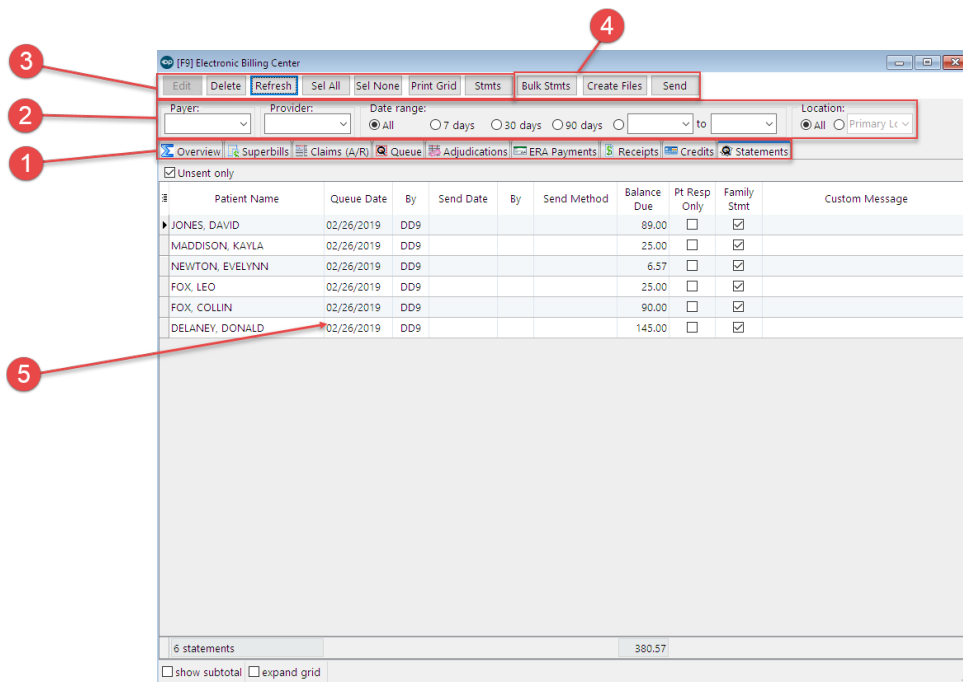 4
[F9] Electronic Billing Center
3
Edit Delete Refresh Sel All Sel None Print Grid Stmts Bulk Stmts Create Files Send
2
Payer: Provider: Date range: Location:
All 7 days 30 days 90 days to All Primary Lc
1
Overview Superbills Claims (A/R) Queue Adjudications ERA Payments Receipts Credits Statements
Unsent only
Patient Name Queue Date By Send Date By Send Method Balance Due Pt Resp Only Family Stmt Custom Message
JONES, DAVID 02/26/2019 DD9 89.00
MADDISON, KAYLA 02/26/2019 DD9 25.00
NEWTON, EVELYNN 02/26/2019 DD9 6.57
FOX, LEO 02/26/2019 DD9 25.00
FOX, COLLIN 02/26/2019 DD9 90.00
DELANEY, DONALD 02/26/2019 DD9 145.00
5
6 statements 380.57
show subtotal expand grid